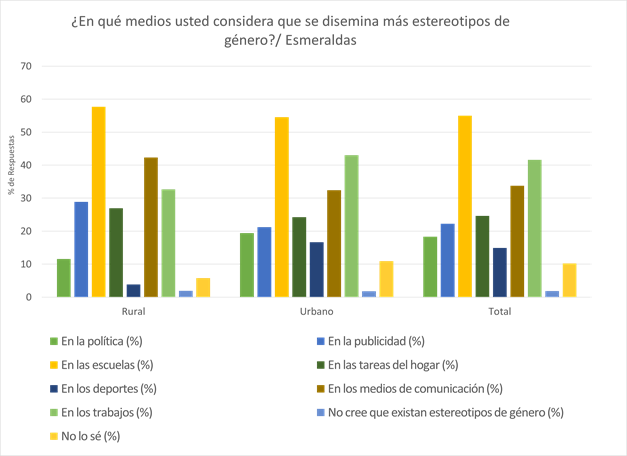 ¿En qué medios usted considera que se disemina más estereotipos de
género?/ Esmeraldas
70
60
50
40
30
20
10
0
% de Respuestas
Rural Urbano Total
En la política (%) En la publicidad (%)
En las escuelas (%) En las tareas del hogar (%)
En los deportes (%) En los medios de comunicación (%)
En los trabajos (%) No cree que existan estereotipos de género (%)
No lo sé (%)